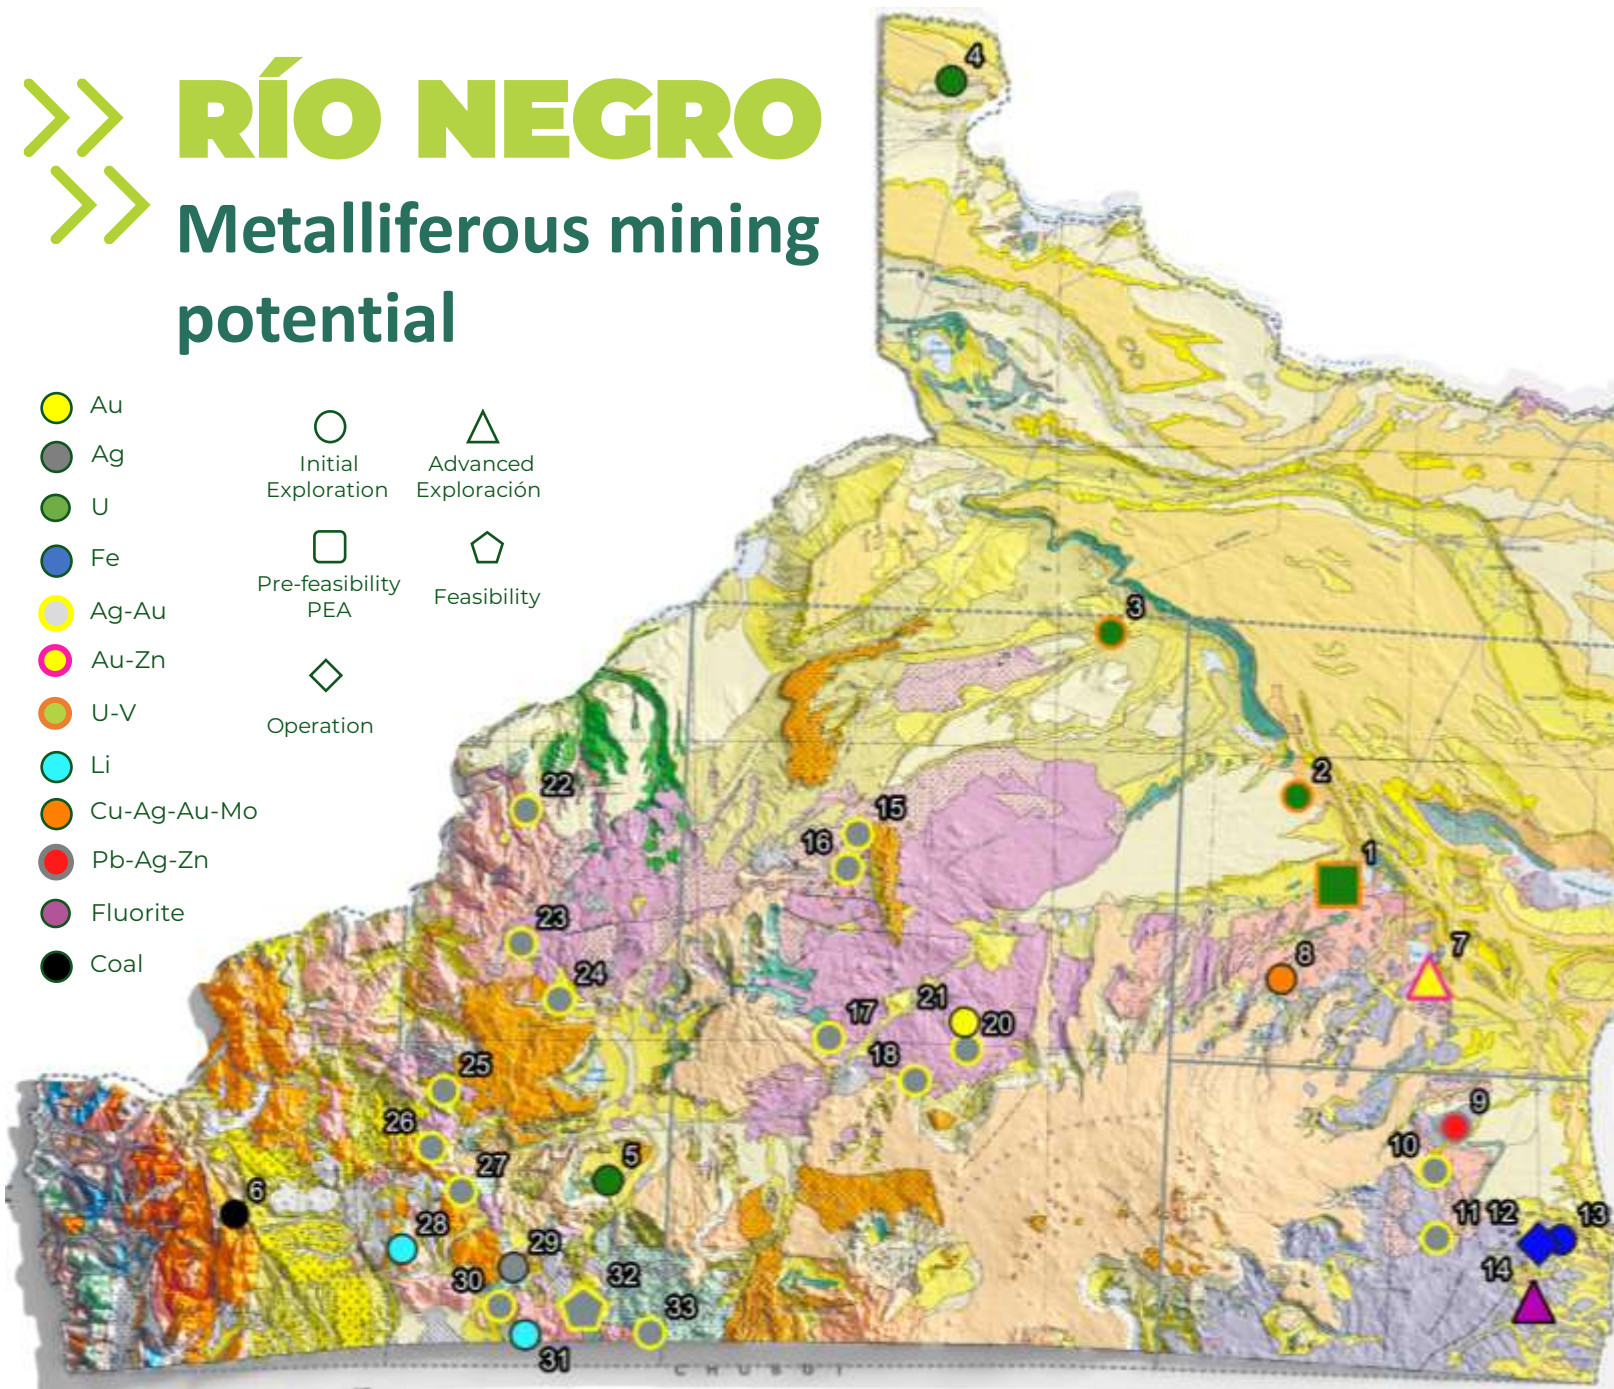 RÍO NEGRO
Metalliferous mining
potential
Au
Ag
U
Fe
Ag-Au
Au-Zn
U-V
Li
Cu-Ag-Au-Mo
Pb-Ag-Zn
Fluorite
Coal
Initial
Exploration
Advanced
Exploración
Pre-feasibility
PEA
Feasibility
Operation
4
3
2
1
22
15
16
23
24
8
7
21
20
17
18
25
26
27
5
6
28
29
30
32
33
31
9
10
11
12
13
14
CHUBUT